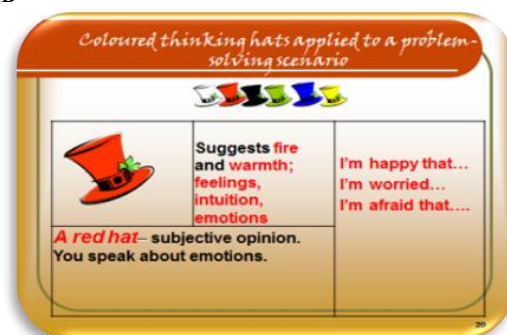 Coloured thinking hats applied to a problem-
solving scenario
Suggests fire
and warmth;
feelings,
intuition,
emotions
I'm happy that...
I'm worried...
I'm afraid that....
A red hat– subjective opinion.
You speak about emotions.
20